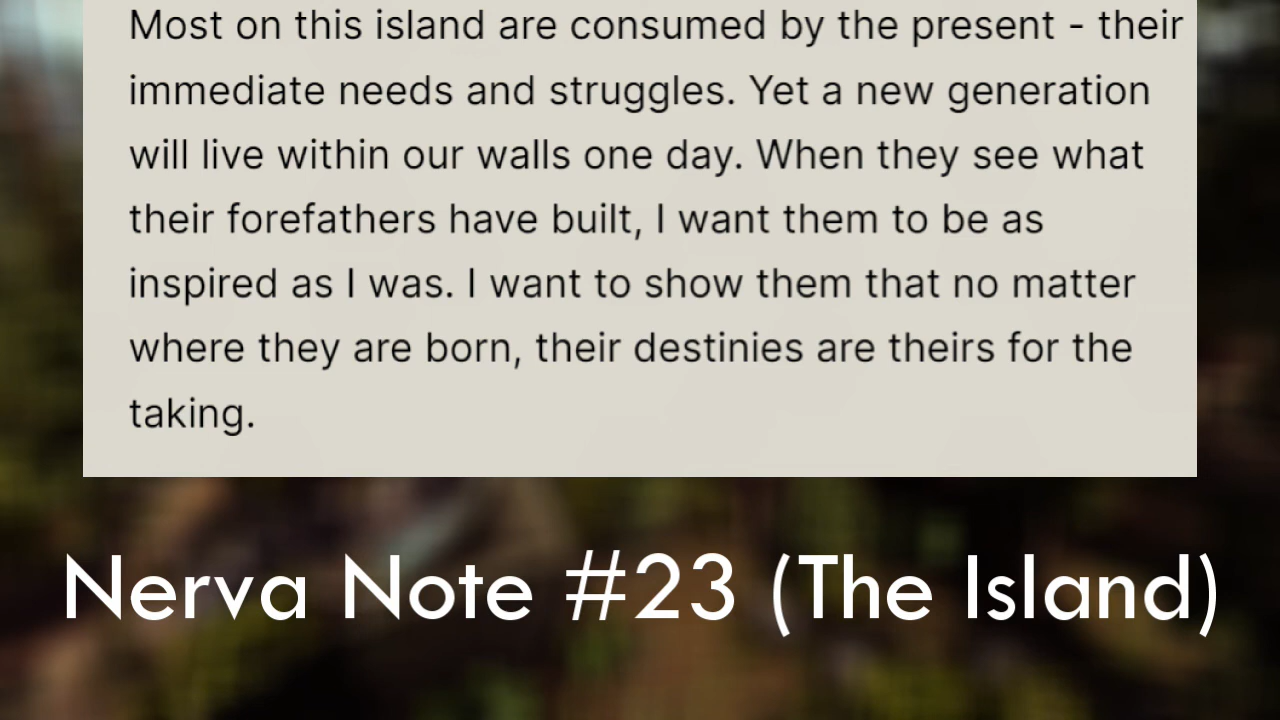 Most on this island are consumed by the present - their
immediate needs and struggles. Yet a new generation
will live within our walls one day. When they see what
their forefathers have built, I want them to be as
inspired as I was. I want to show them that no matter
where they are born, their destinies are theirs for the
taking.
Nerva Note #23 (The Island)